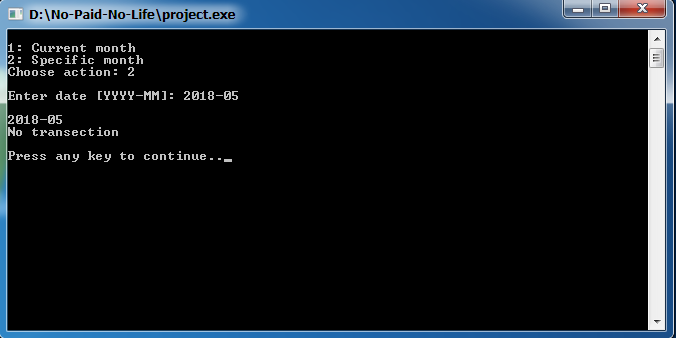 D:\No-Paid-No-Life\project.exe
1: Current month
2: Specific month
Choose action: 2
Enter date [YYYY-MM]: 2018-05
2018-05
No transection
Press any key to continue.._